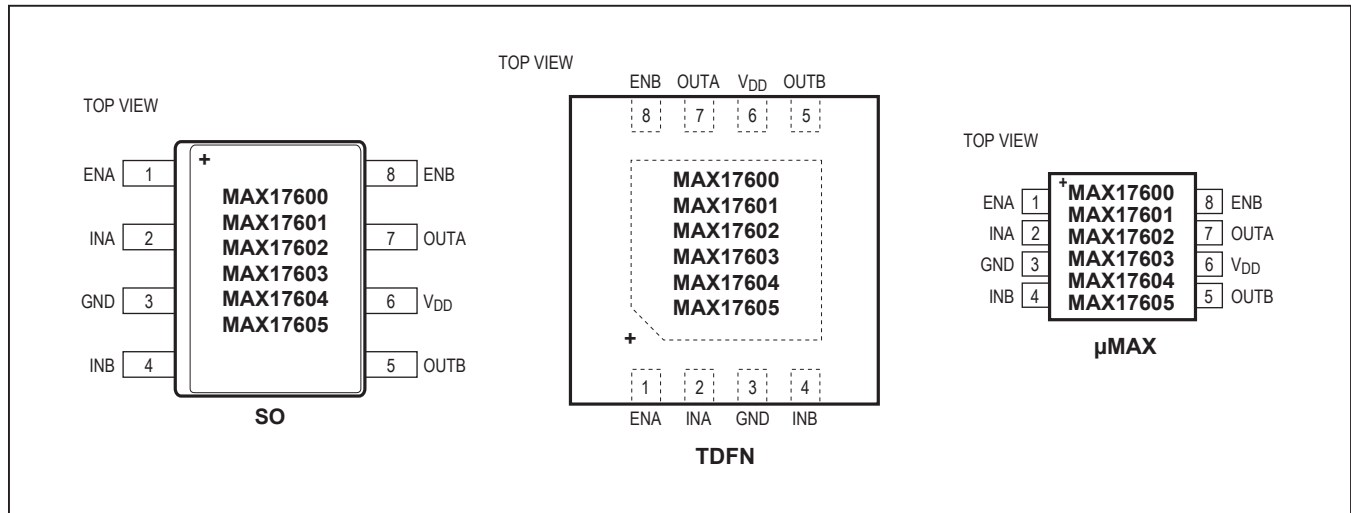 TOP VIEW
+
MAX17600
MAX17601
MAX17602
MAX17603
MAX17604
MAX17605
ENA 1
INA 2
GND 3
INB 4
8 ENB
7 OUTA
6 VDD
5 OUTB
SO
TOP VIEW
ENB OUTA VDD OUTB
8 7 6 5
MAX17600
MAX17601
MAX17602
MAX17603
MAX17604
MAX17605
+
1 2 3 4
ENA INA GND INB
TDFN
TOP VIEW
+
MAX17600
MAX17601
MAX17602
MAX17603
MAX17604
MAX17605
ENA 1
INA 2
GND 3
INB 4
8 ENB
7 OUTA
6 VDD
5 OUTB
µMAX